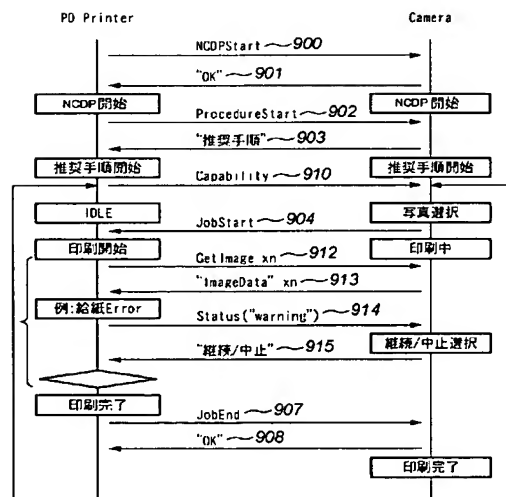 PD Printer Camera
NCDPStart 900
"OK" 901
NCDP開始 NCDP開始
ProcedureStart 902
"推奨手順" 903
推奨手順開始 推奨手順開始
Capability 910
IDLE 写真選択
JobStart 904
印刷開始 印刷中
GetImage xn 912
"ImageData" xn 913
例:給紙Error
Status("warning") 914
継続/中止選択
"継続/中止" 915
印刷完了
JobEnd 907
"OK" 908
印刷完了